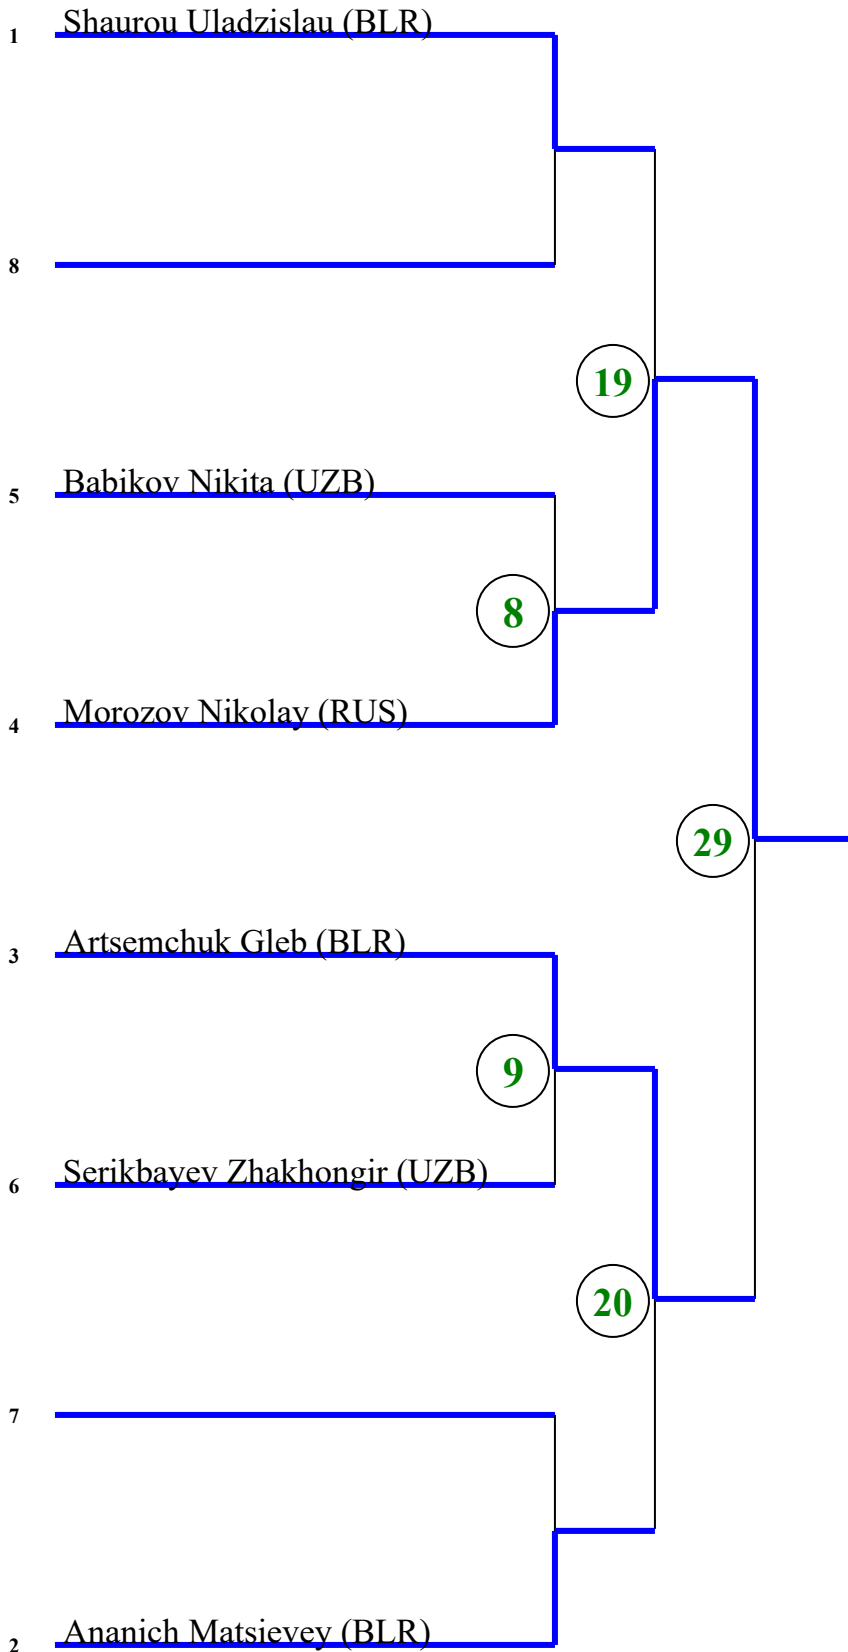 1 Shaurou Uladzislau (BLR)
8
19
5 Babikov Nikita (UZB)
8
4 Morozov Nikolay (RUS)
29
3 Artsemchuk Gleb (BLR)
9
6 Serikbayev Zhakhongir (UZB)
20
7
2 Ananich Matsievey (BLR)